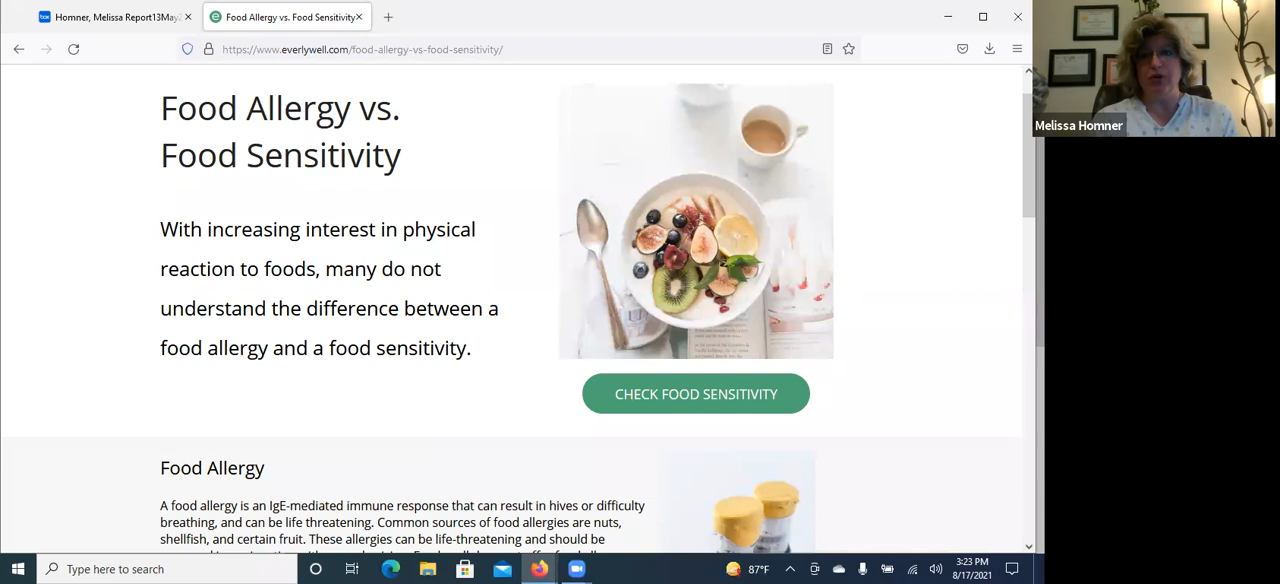 Homner, Melissa Report13May2
Food Allergy vs. Food Sensitivity
https://www.everlywell.com/food-allergy-vs-food-sensitivity/
Melissa Homner
Food Allergy vs.
Food Sensitivity
With increasing interest in physical
reaction to foods, many do not
understand the difference between a
food allergy and a food sensitivity.
CHECK FOOD SENSITIVITY
Food Allergy
A food allergy is an IgE-mediated immune response that can result in hives or difficulty
breathing, and can be life threatening. Common sources of food allergies are nuts,
shellfish, and certain fruit. These allergies can be life-threatening and should be
Type here to search
87°F
3:23 PM
8/17/2021